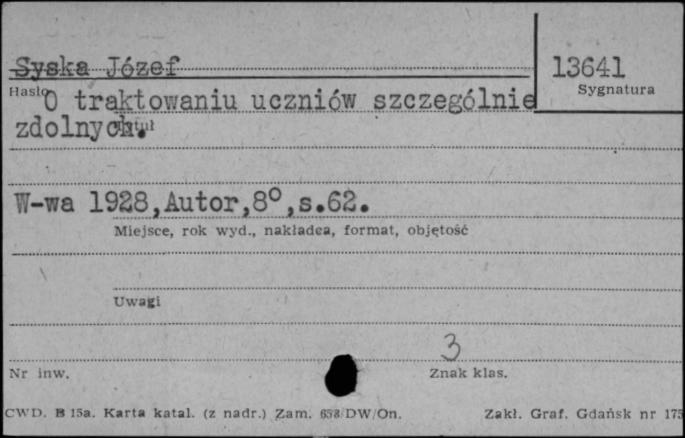 Syska Józef
13641
Hasło
Sygnatura
O traktowaniu uczniów szczególnie
zdolnych.
Tytuł
W-wa 1928,Autor,8°,s.62.
Miejsce, rok wyd., nakładca, format, objętość
Uwagi
3
Nr inw.
Znak klas.
CWD. B 15a. Karta katal. (z nadr.) Zam. 658/DW/On. Zakł. Graf. Gdańsk nr 175